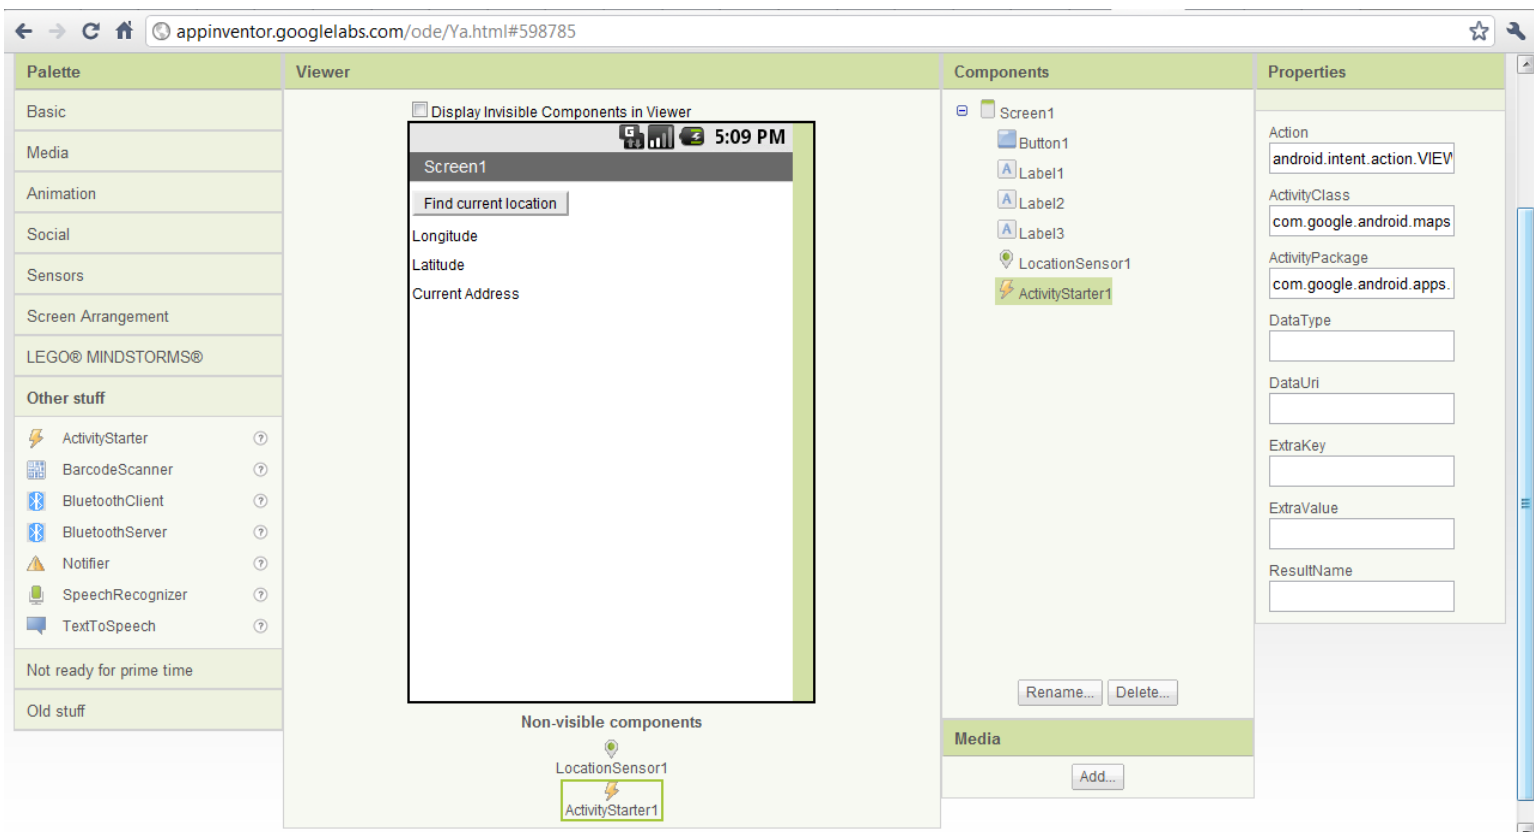 appinventor.googlelabs.com/ode/Ya.html#598785
Palette
Basic
Media
Animation
Social
Sensors
Screen Arrangement
LEGO® MINDSTORMS®
Other stuff
ActivityStarter ?
BarcodeScanner ?
BluetoothClient ?
BluetoothServer ?
Notifier ?
SpeechRecognizer ?
TextToSpeech ?
Not ready for prime time
Old stuff
Viewer
Display Invisible Components in Viewer
G 5:09 PM
Screen1
Find current location
Longitude
Latitude
Current Address
Non-visible components
LocationSensor1
ActivityStarter1
Components
Screen1
Button1
A Label1
A Label2
A Label3
LocationSensor1
ActivityStarter1
Rename... Delete...
Media
Add...
Properties
Action
android.intent.action.VIEW
ActivityClass
com.google.android.maps
ActivityPackage
com.google.android.apps.
DataType
DataUri
ExtraKey
ExtraValue
ResultName